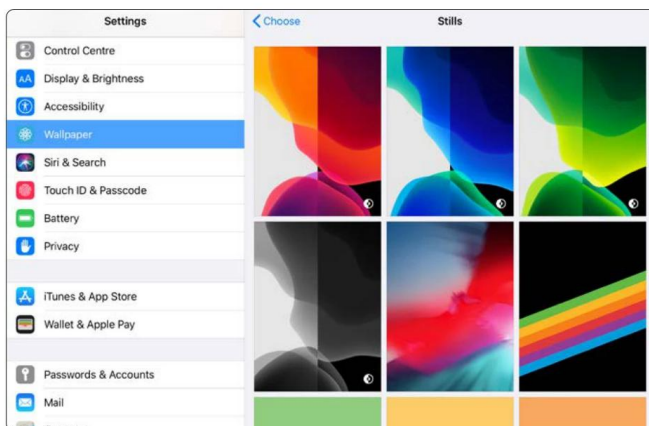 Settings
Control Centre
AA
Display & Brightness
Accessibility
Wallpaper
Siri & Search
Touch ID & Passcode
Battery
Privacy
iTunes & App Store
Wallet & Apple Pay
Passwords & Accounts
Mail
Choose
Stills